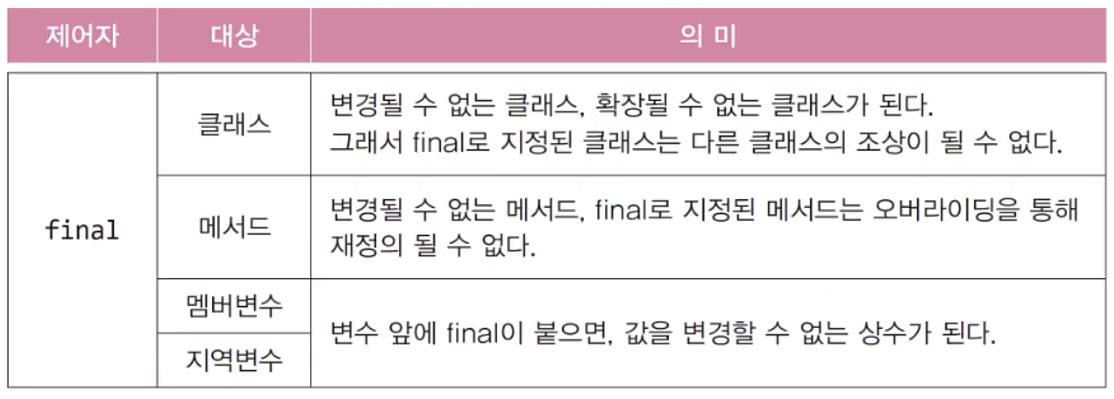 제어자 대상 의 미
클래스 변경될 수 없는 클래스, 확장될 수 없는 클래스가 된다.
그래서 final로 지정된 클래스는 다른 클래스의 조상이 될 수 없다.
final 메서드 변경될 수 없는 메서드, final로 지정된 메서드는 오버라이딩을 통해
재정의 될 수 없다.
멤버변수
변수 앞에 final이 붙으면, 값을 변경할 수 없는 상수가 된다.
지역변수